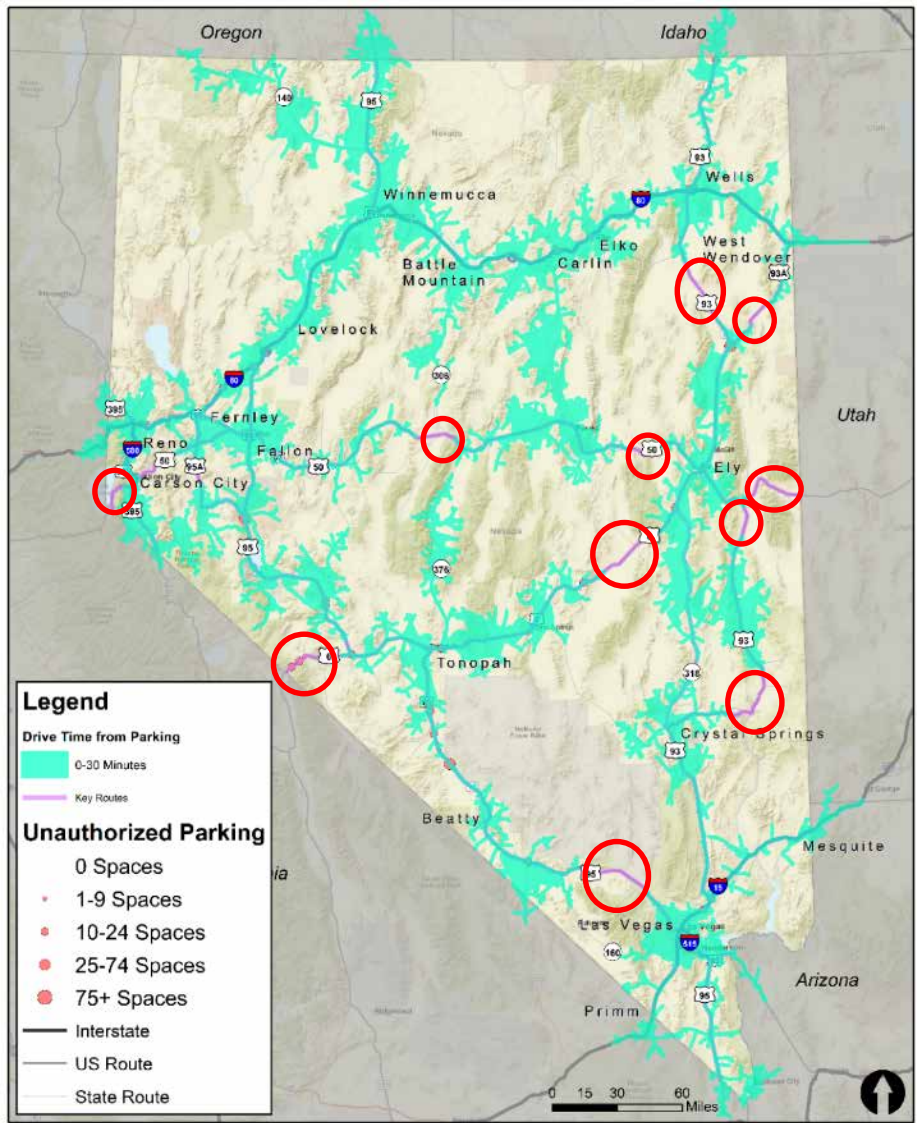 Oregon
Idaho
140
95
93
Wells
Winnemucca
80
Elko
West
Wendover
Battle
Mountain
Carlin
93A
93
Lovelock
305
80
Utah
395
Fernley
Reno
580
50
95A
Fallon
50
50
Ely
Carson City
395
95
Nevada
376
6
Tonopah
93
318
Crystal Springs
93
Beatty
Mesquite
95
15
Las Vegas
160
515
Arizona
95
Primm
Legend
Drive Time from Parking
0-30 Minutes
Key Routes
Unauthorized Parking
0 Spaces
1-9 Spaces
10-24 Spaces
25-74 Spaces
75+ Spaces
Interstate
US Route
State Route
ia
0 15 30 60
Miles